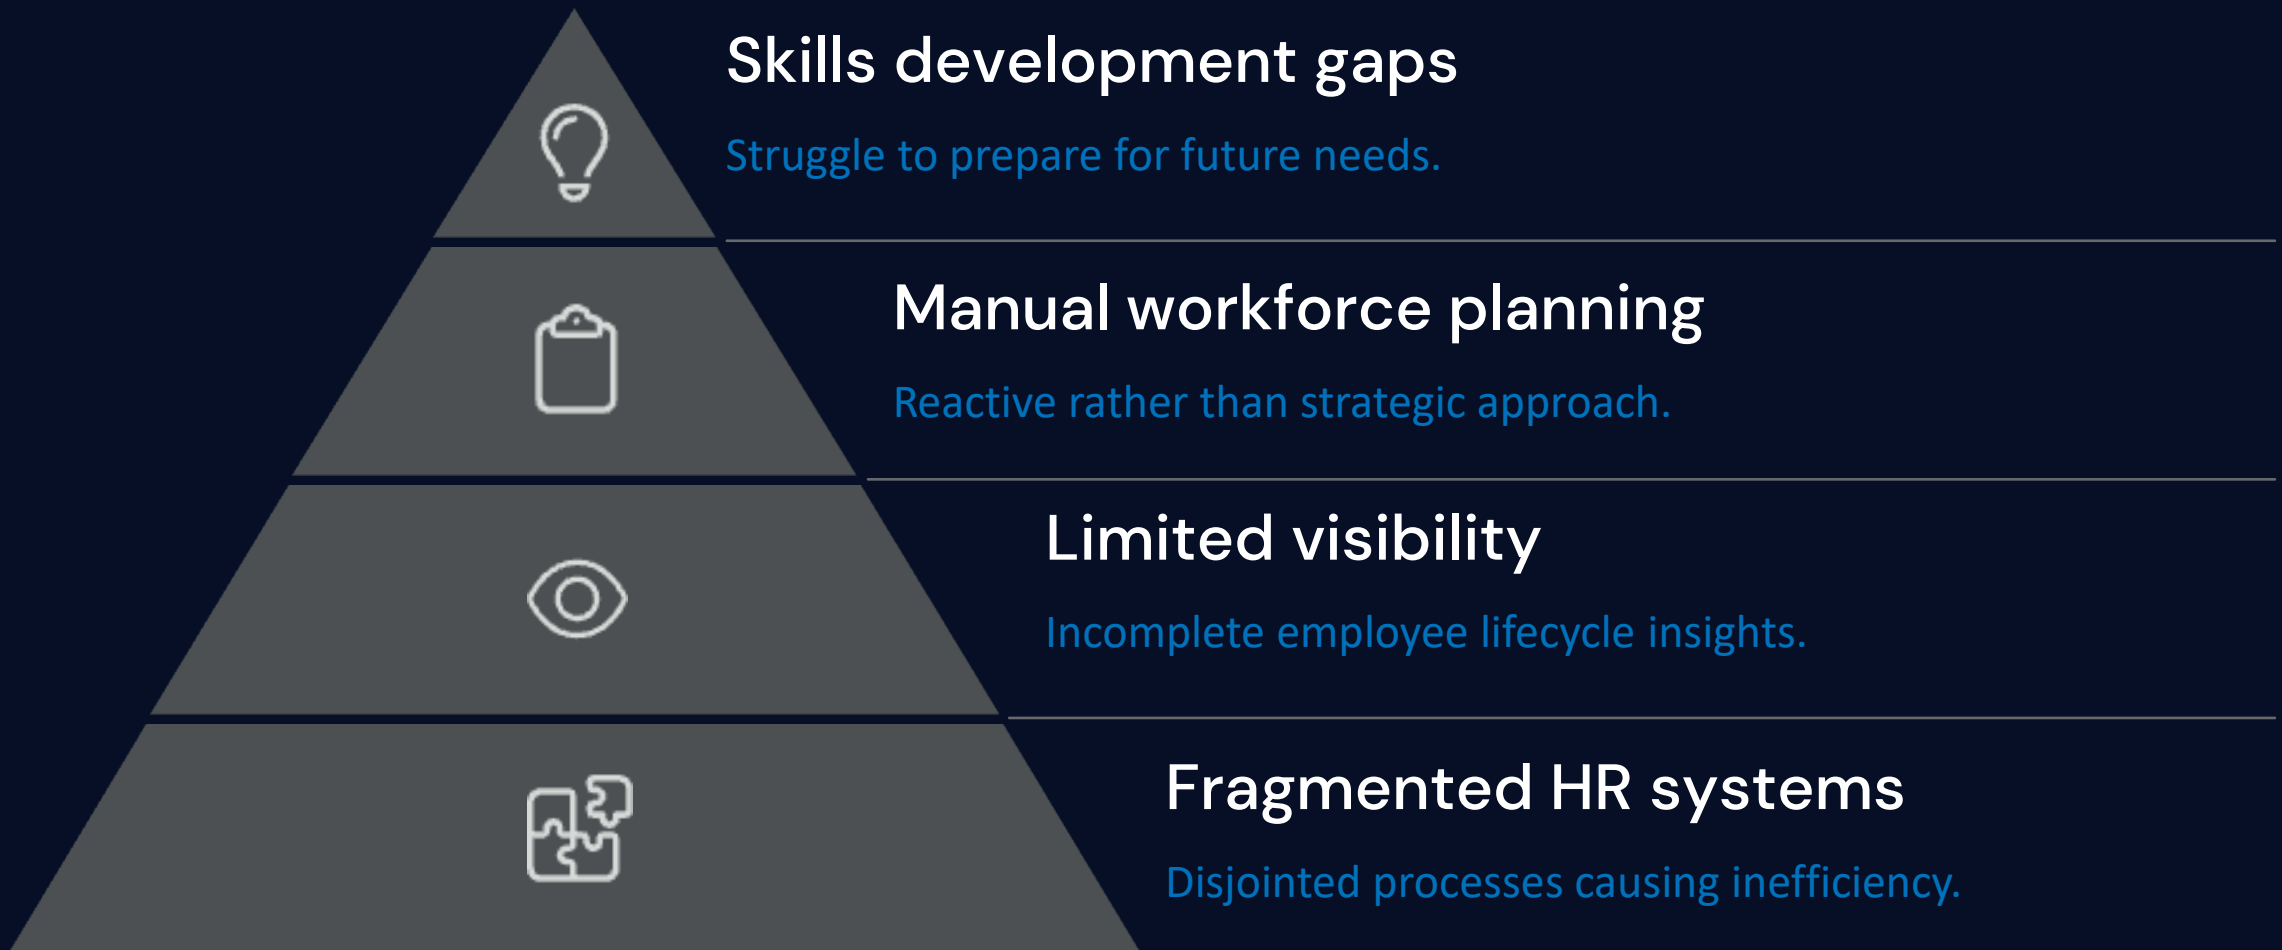 Skills development gaps
Struggle to prepare for future needs.
Manual workforce planning
Reactive rather than strategic approach.
Limited visibility
Incomplete employee lifecycle insights.
Fragmented HR systems
Disjointed processes causing inefficiency.